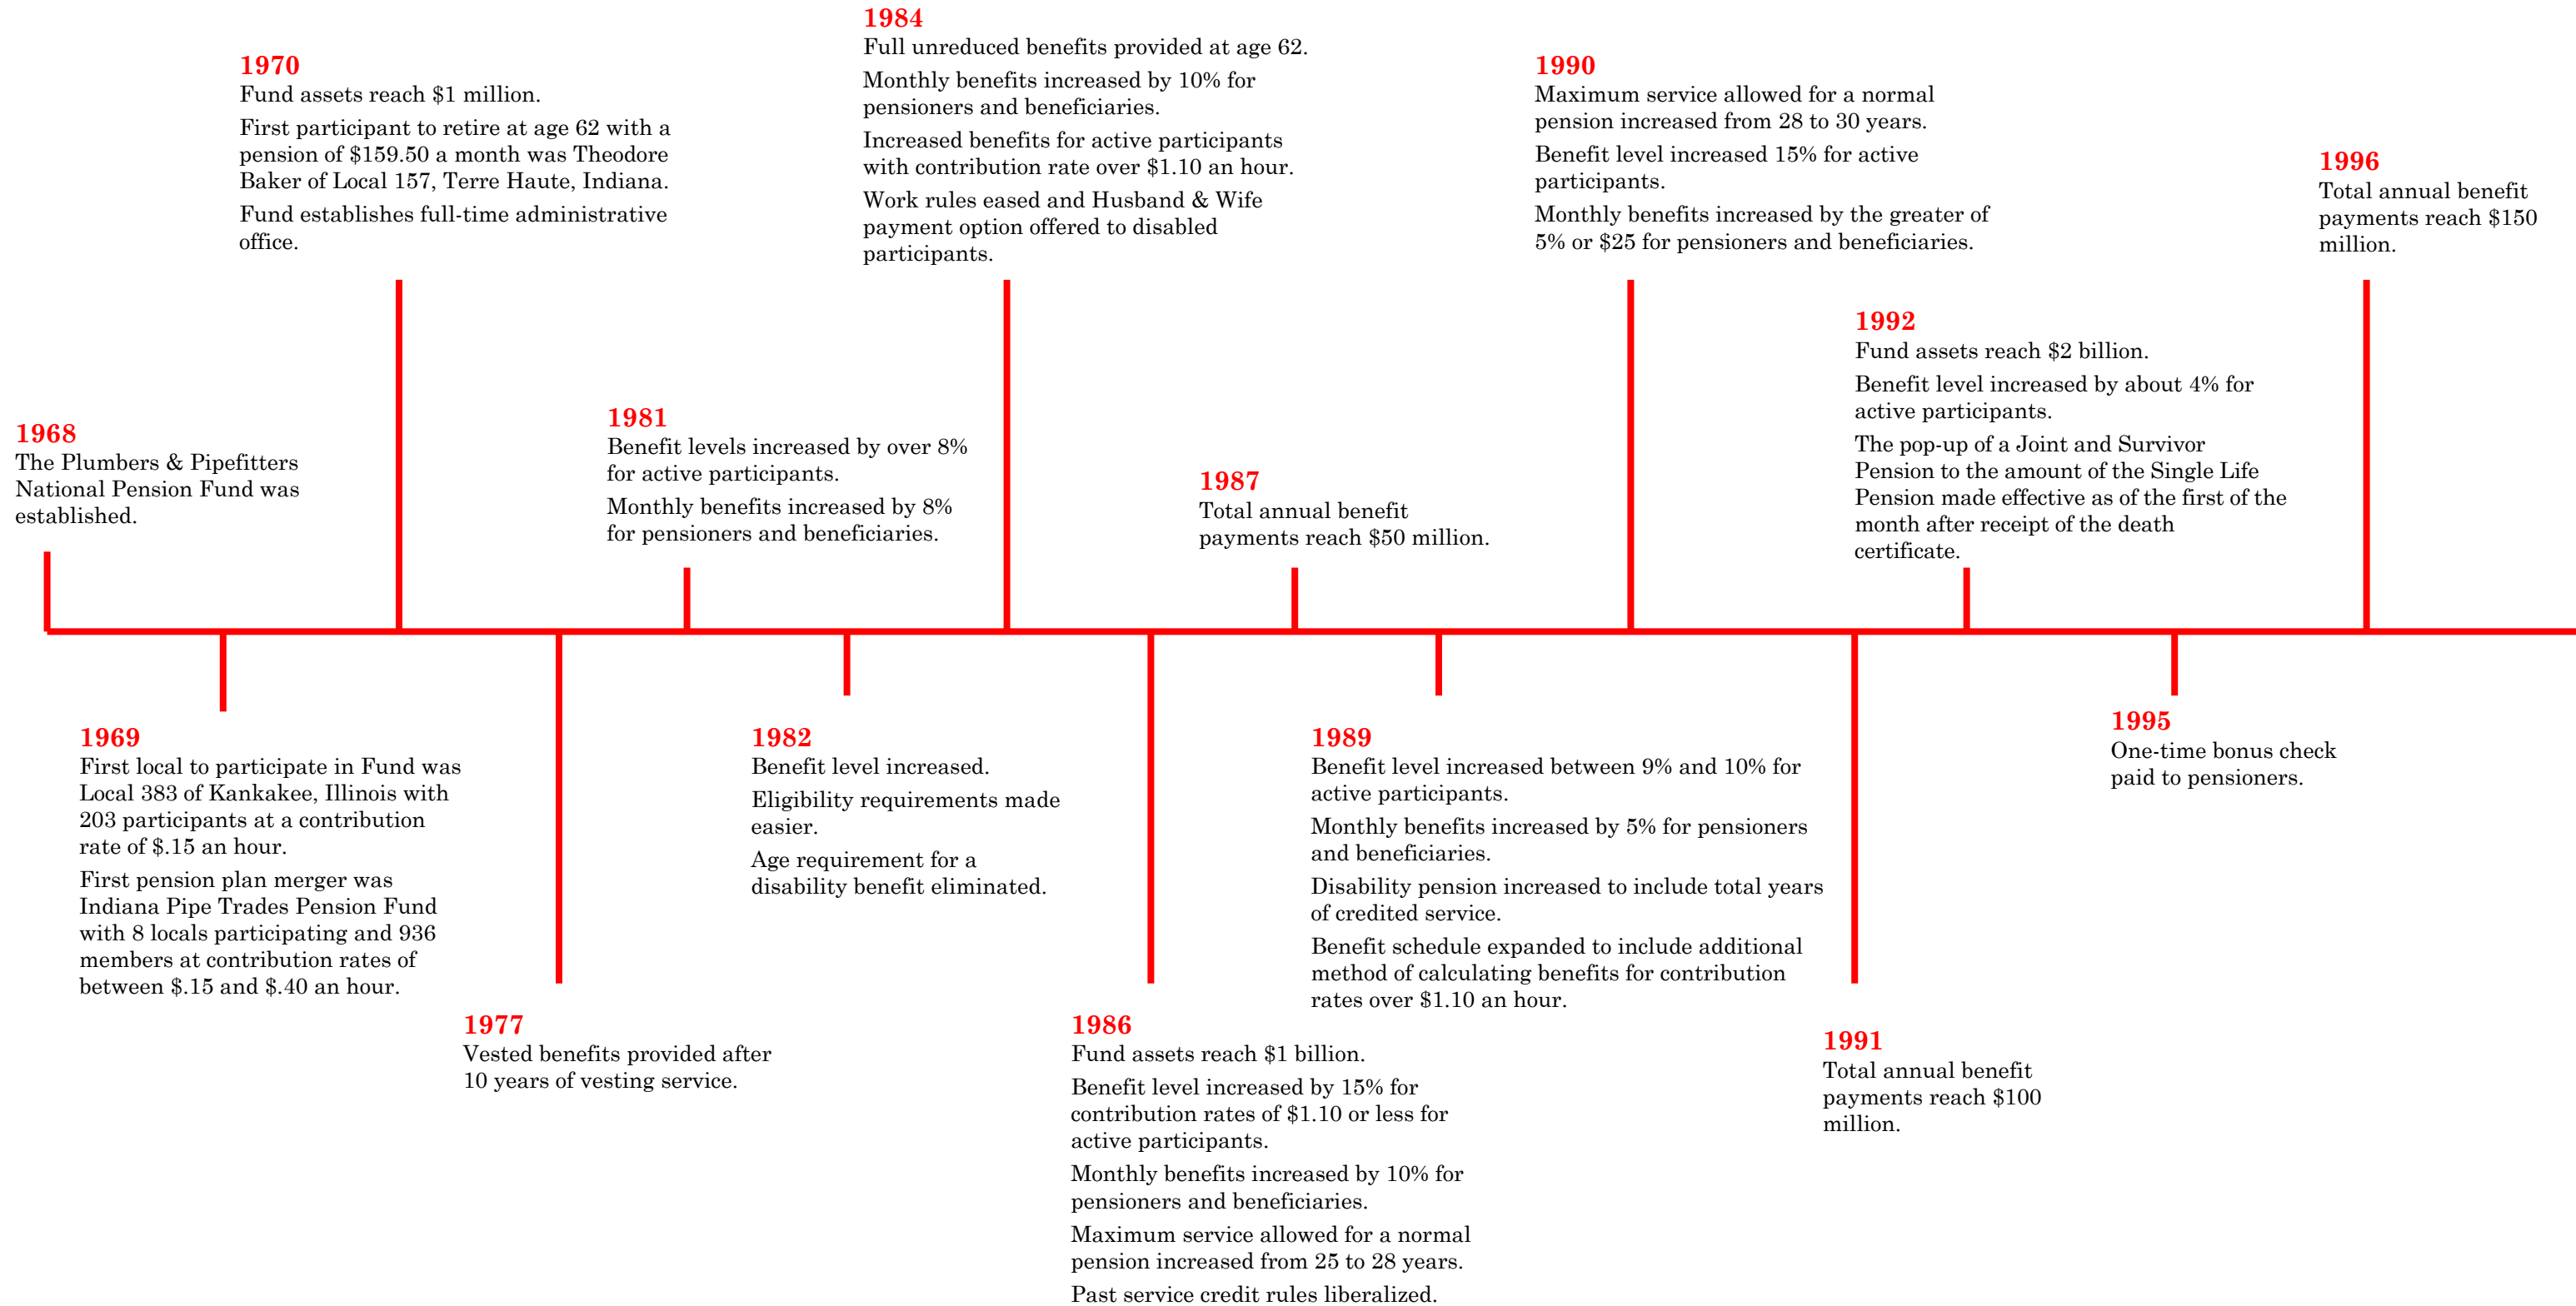 1968
The Plumbers & Pipefitters
National Pension Fund was
established.
1969
First local to participate in Fund was
Local 383 of Kankakee, Illinois with
203 participants at a contribution
rate of $.15 an hour.
First pension plan merger was
Indiana Pipe Trades Pension Fund
with 8 locals participating and 936
members at contribution rates of
between $.15 and $.40 an hour.
1970
Fund assets reach $1 million.
First participant to retire at age 62 with a
pension of $159.50 a month was Theodore
Baker of Local 157, Terre Haute, Indiana.
Fund establishes full-time administrative
office.
1977
Vested benefits provided after
10 years of vesting service.
1981
Benefit levels increased by over 8%
for active participants.
Monthly benefits increased by 8%
for pensioners and beneficiaries.
1982
Benefit level increased.
Eligibility requirements made
easier.
Age requirement for a
disability benefit eliminated.
1984
Full unreduced benefits provided at age 62.
Monthly benefits increased by 10% for
pensioners and beneficiaries.
Increased benefits for active participants
with contribution rate over $1.10 an hour.
Work rules eased and Husband & Wife
payment option offered to disabled
participants.
1986
Fund assets reach $1 billion.
Benefit level increased by 15% for
contribution rates of $1.10 or less for
active participants.
Monthly benefits increased by 10% for
pensioners and beneficiaries.
Maximum service allowed for a normal
pension increased from 25 to 28 years.
Past service credit rules liberalized.
1987
Total annual benefit
payments reach $50 million.
1989
Benefit level increased between 9% and 10% for
active participants.
Monthly benefits increased by 5% for pensioners
and beneficiaries.
Disability pension increased to include total years
of credited service.
Benefit schedule expanded to include additional
method of calculating benefits for contribution
rates over $1.10 an hour.
1990
Maximum service allowed for a normal
pension increased from 28 to 30 years.
Benefit level increased 15% for active
participants.
Monthly benefits increased by the greater of
5% or $25 for pensioners and beneficiaries.
1991
Total annual benefit
payments reach $100
million.
1992
Fund assets reach $2 billion.
Benefit level increased by about 4% for
active participants.
The pop-up of a Joint and Survivor
Pension to the amount of the Single Life
Pension made effective as of the first of the
month after receipt of the death
certificate.
1995
One-time bonus check
paid to pensioners.
1996
Total annual benefit
payments reach $150
million.